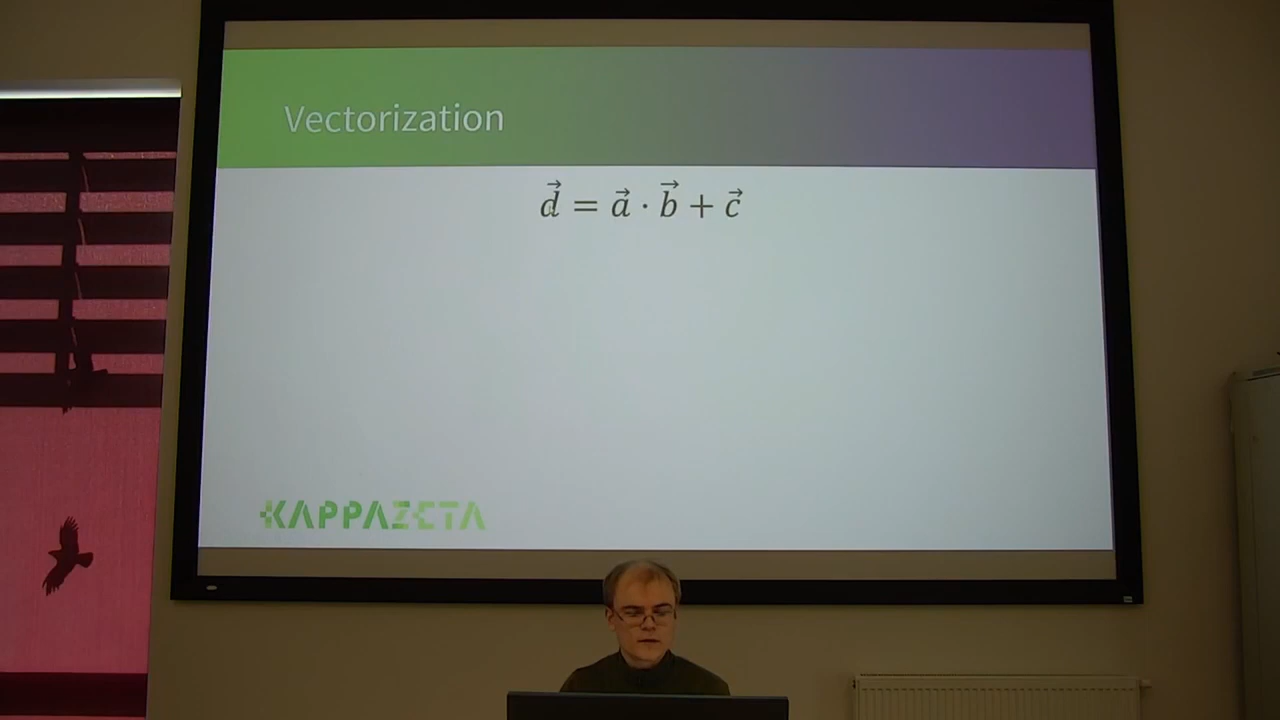 Vectorization
d⃗ = a⃗ · b⃗ + c⃗
KAPPAZETA